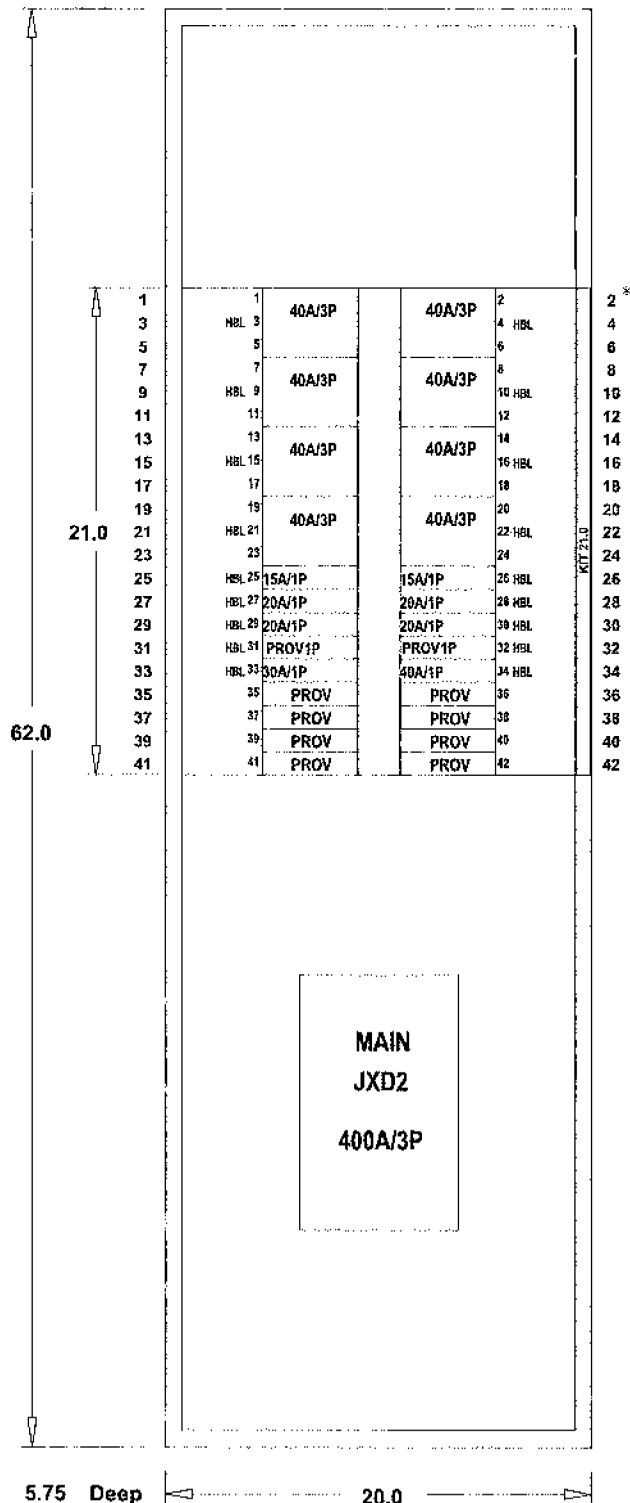 1 1 40A/3P 40A/3P 2 2 *
3 HBL 3 4 HBL 4
5 5 6 6
7 7 40A/3P 40A/3P 8 8
9 HBL 9 10 HBL 10
11 11 12 12
13 13 40A/3P 40A/3P 14 14
15 HBL 15 16 HBL 16
17 17 18 18
19 19 40A/3P 40A/3P 20 20
21.0 21 HBL 21 22 HBL 22
23 23 24 24
KIT 21.0
25 HBL 25 15A/1P 15A/1P 26 HBL 26
27 HBL 27 20A/1P 20A/1P 28 HBL 28
29 HBL 29 20A/1P 20A/1P 30 HBL 30
31 HBL 31 PROV1P PROV1P 32 HBL 32
33 HBL 33 30A/1P 40A/1P 34 HBL 34
35 35 PROV PROV 36 36
62.0 37 37 PROV PROV 38 38
39 39 PROV PROV 40 40
41 41 PROV PROV 42 42
MAIN
JXD2
400A/3P
5.75 Deep 20.0